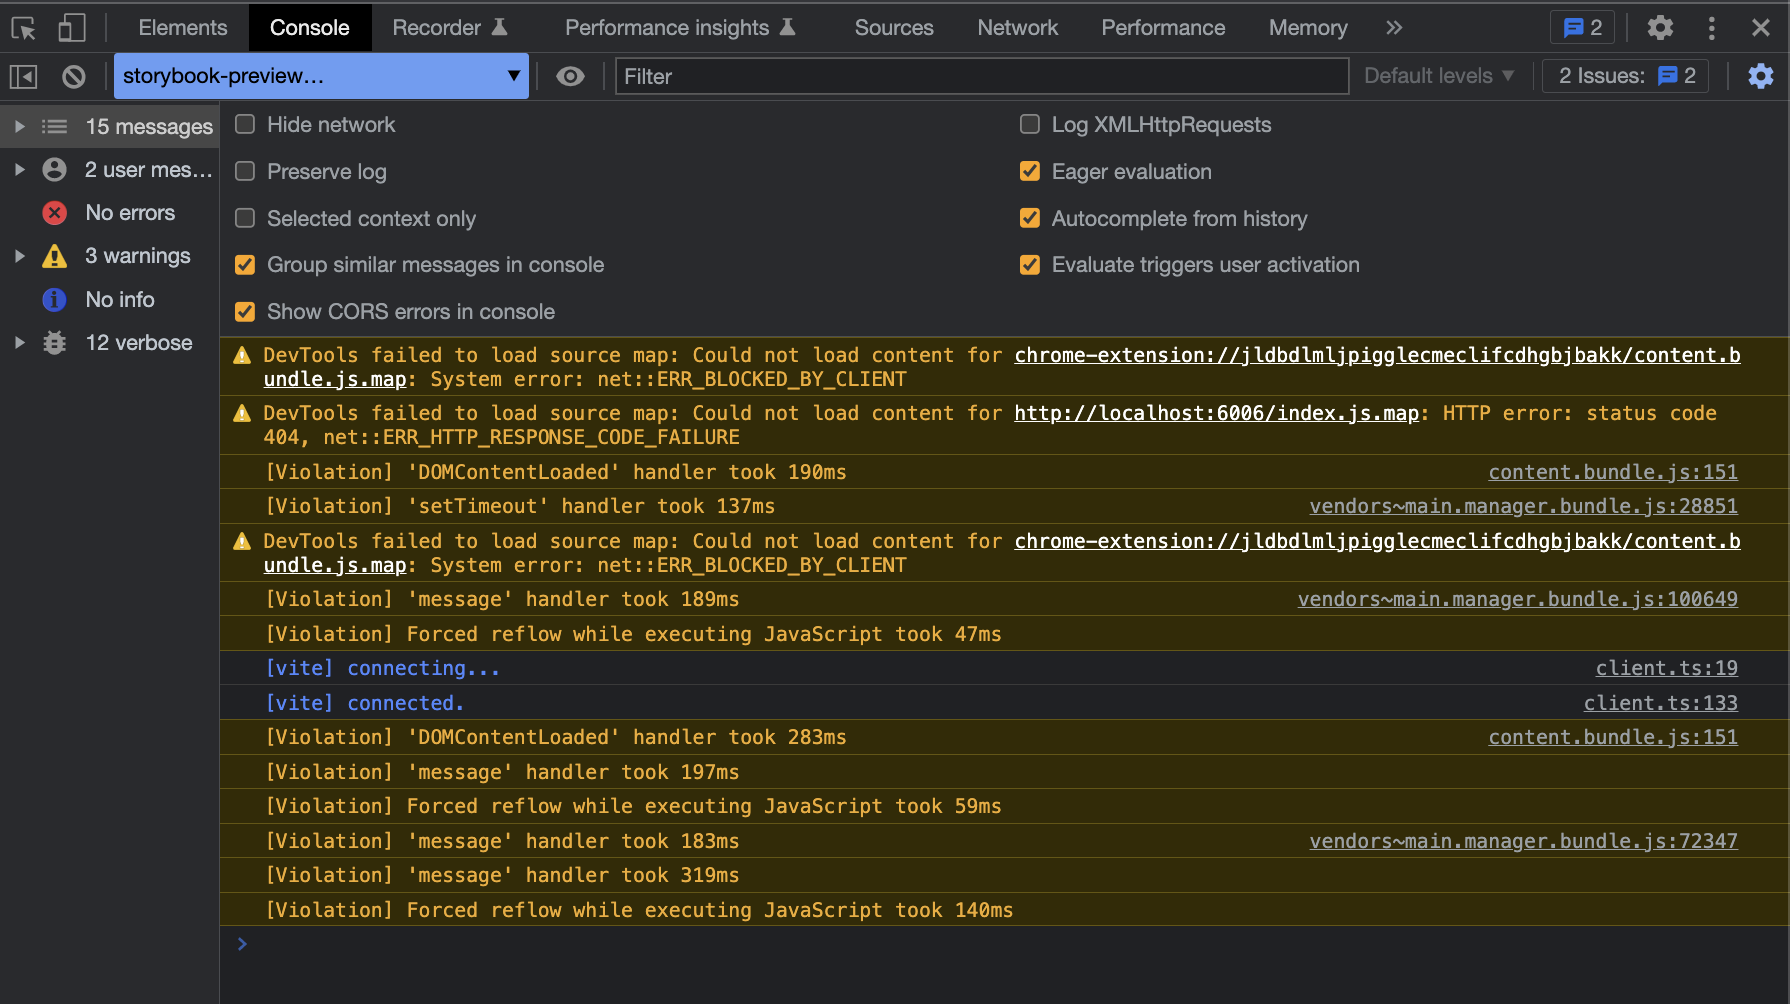 Elements Console Recorder Performance insights Sources Network Performance Memory 2
storybook-preview... Filter Default levels 2 Issues: 2
15 messages
2 user mes...
No errors
3 warnings
No info
12 verbose
Hide network Log XMLHttpRequests
Preserve log Eager evaluation
Selected context only Autocomplete from history
Group similar messages in console Evaluate triggers user activation
Show CORS errors in console
DevTools failed to load source map: Could not load content for chrome-extension://jldbdlmljpigglecmeclifcdhgbjbakk/content.b
undle.js.map: System error: net::ERR_BLOCKED_BY_CLIENT
DevTools failed to load source map: Could not load content for http://localhost:6006/index.js.map: HTTP error: status code
404, net::ERR_HTTP_RESPONSE_CODE_FAILURE
[Violation] 'DOMContentLoaded' handler took 190ms content.bundle.js:151
[Violation] 'setTimeout' handler took 137ms vendors~main.manager.bundle.js:28851
DevTools failed to load source map: Could not load content for chrome-extension://jldbdlmljpigglecmeclifcdhgbjbakk/content.b
undle.js.map: System error: net::ERR_BLOCKED_BY_CLIENT
[Violation] 'message' handler took 189ms vendors~main.manager.bundle.js:100649
[Violation] Forced reflow while executing JavaScript took 47ms
[vite] connecting... client.ts:19
[vite] connected. client.ts:133
[Violation] 'DOMContentLoaded' handler took 283ms content.bundle.js:151
[Violation] 'message' handler took 197ms
[Violation] Forced reflow while executing JavaScript took 59ms
[Violation] 'message' handler took 183ms vendors~main.manager.bundle.js:72347
[Violation] 'message' handler took 319ms
[Violation] Forced reflow while executing JavaScript took 140ms